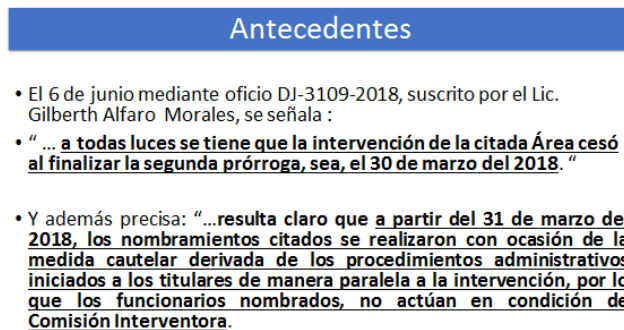 Antecedentes
• El 6 de junio mediante oficio DJ-3109-2018, suscrito por el Lic.
Gilberth Alfaro Morales, se señala :
• “ … a todas luces se tiene que la intervención de la citada Área cesó
al finalizar la segunda prórroga, sea, el 30 de marzo del 2018. “
• Y además precisa: “…resulta claro que a partir del 31 de marzo de
2018, los nombramientos citados se realizaron con ocasión de la
medida cautelar derivada de los procedimientos administrativos
iniciados a los titulares de manera paralela a la intervención, por lo
que los funcionarios nombrados, no actúan en condición de
Comisión Interventora.